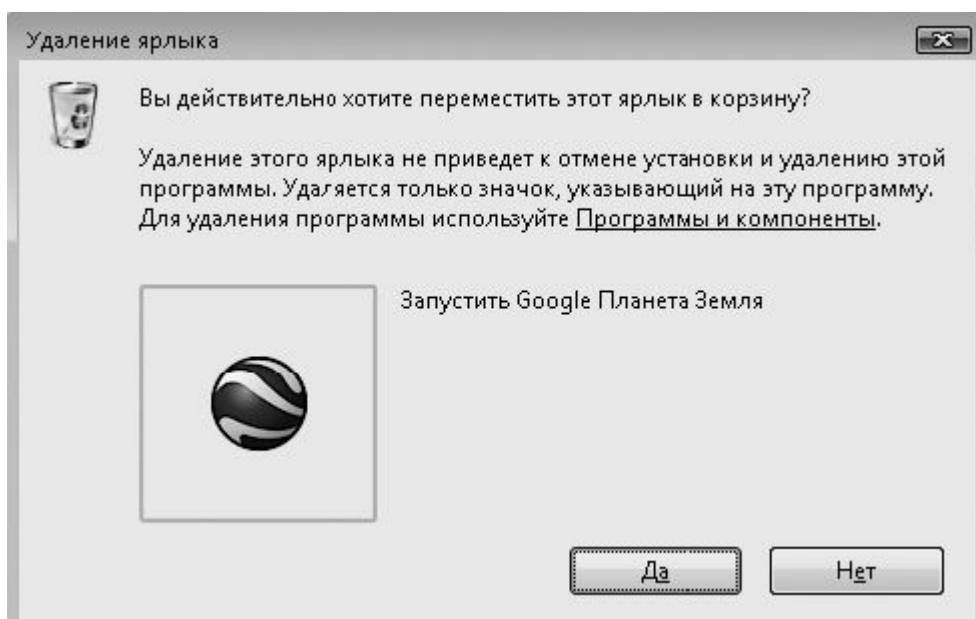 Удаление ярлыка
Вы действительно хотите переместить этот ярлык в корзину?
Удаление этого ярлыка не приведет к отмене установки и удалению этой
программы. Удаляется только значок, указывающий на эту программу.
Для удаления программы используйте Программы и компоненты.
Запустить Google Планета Земля
Да
Нет